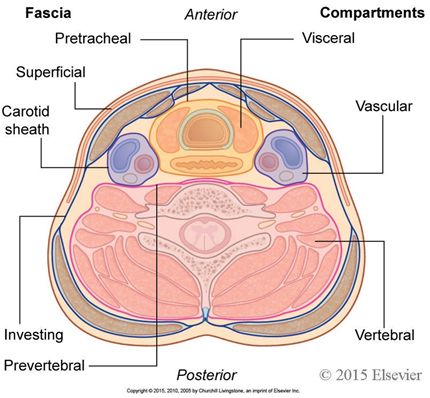 Fascia
Anterior
Compartments
Pretracheal
Visceral
Superficial
Carotid
sheath
Vascular
Investing
Vertebral
Prevertebral
Posterior
© 2015 Elsevier
Copyright © 2015, 2010, 2005 by Churchill Livingstone, an imprint of Elsevier Inc.